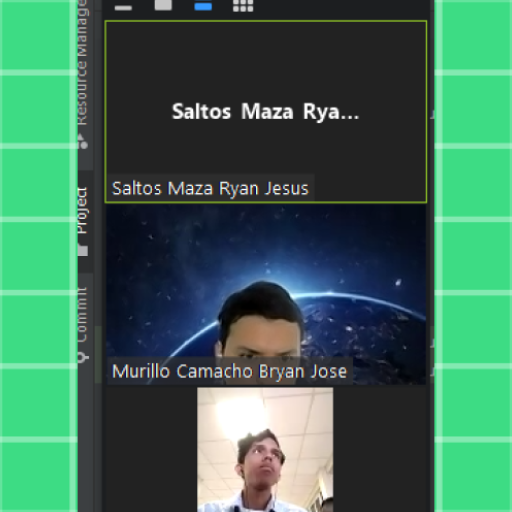 Resource Manage
Project
Commit
Saltos Maza Rya...
Saltos Maza Ryan Jesus
Murillo Camacho Bryan Jose